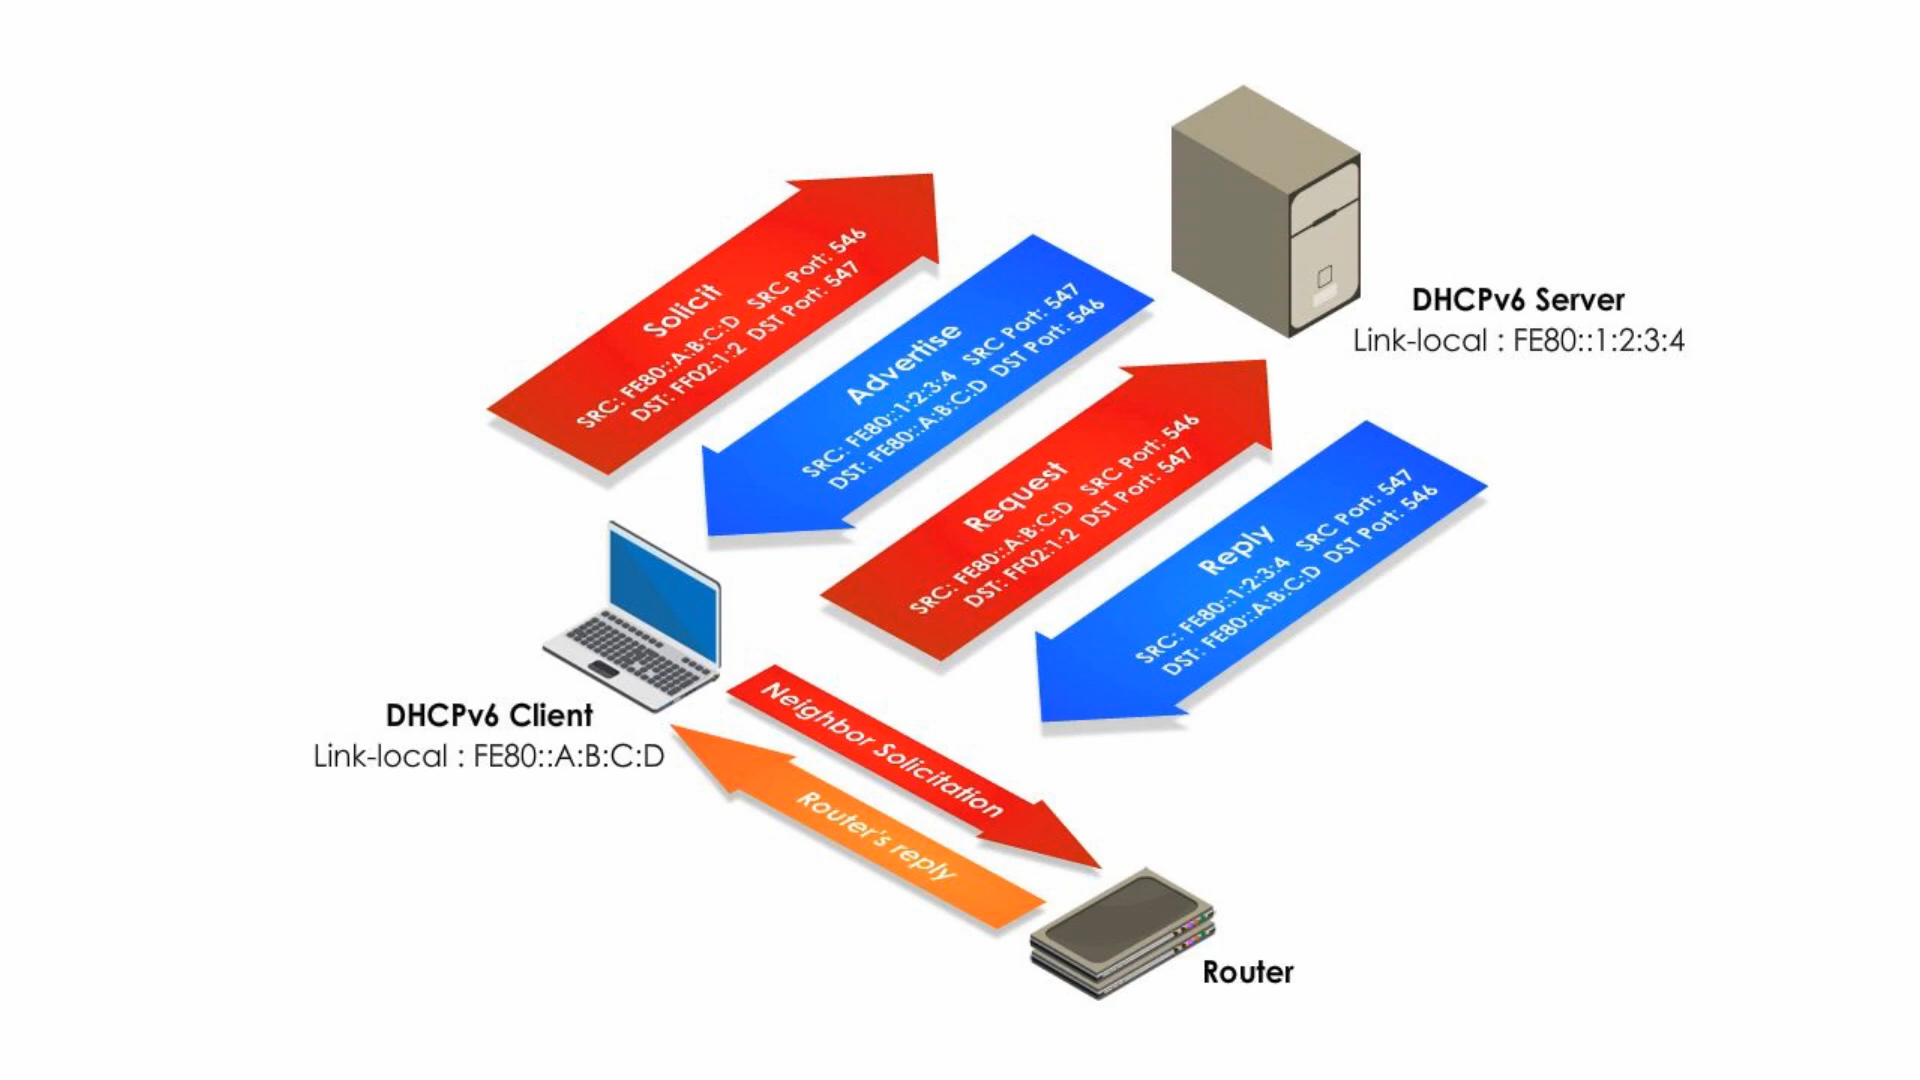 Solicit
SRC: FE80::A:B:C:D SRC Port: 546
DST: FF02:1:2 DST Port: 547
Advertise
SRC: FE80::1:2:3:4 SRC Port: 547
DST: FE80::A:B:C:D DST Port: 546
DHCPv6 Server
Link-local : FE80::1:2:3:4
Request
SRC: FE80::A:B:C:D SRC Port: 546
DST: FF02:1:2 DST Port: 547
Reply
SRC: FE80::1:2:3:4 SRC Port: 547
DST: FE80::A:B:C:D DST Port: 546
DHCPv6 Client
Link-local : FE80::A:B:C:D
Neighbor Solicitation
Router's reply
Router